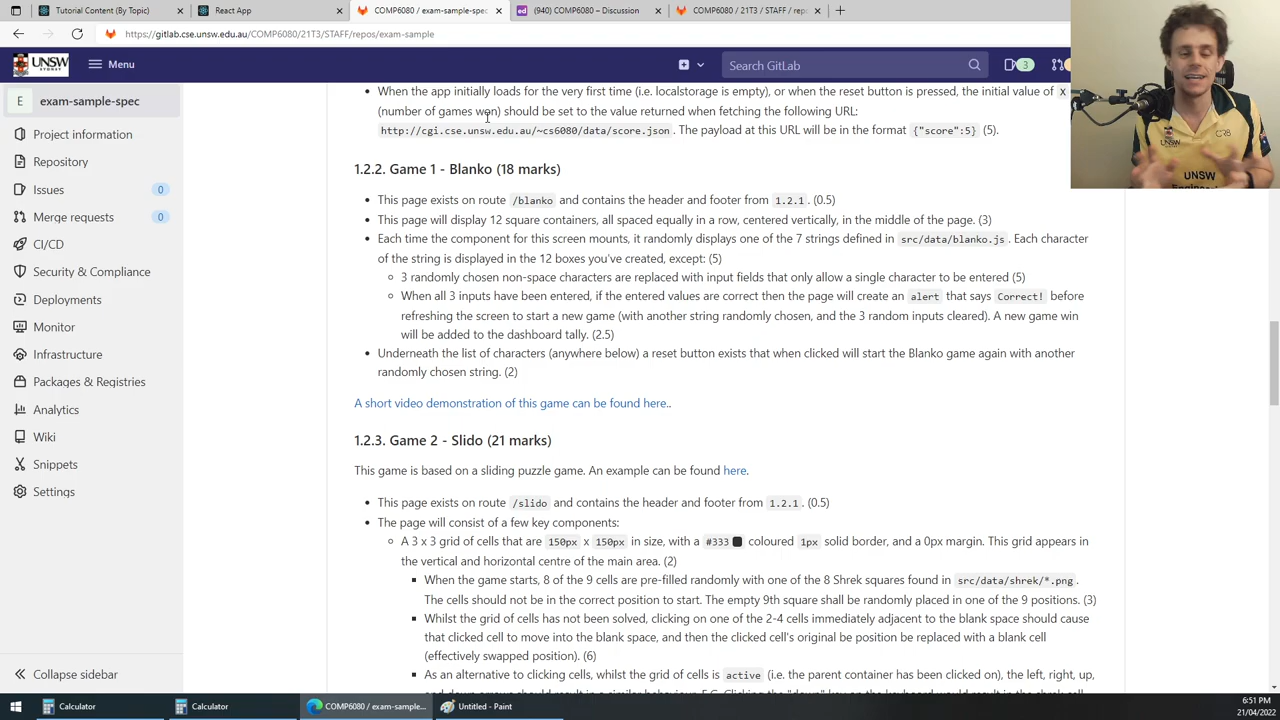 Tutorial Content (By Topic)
React App
COMP6080 / exam-sample-spec
(940) COMP6080 – Discussion
COMP6080 / 21T3 / STAFF / repo
https://gitlab.cse.unsw.edu.au/COMP6080/21T3/STAFF/repos/exam-sample
UNSW
SYDNEY
Menu
Search GitLab
3
E
exam-sample-spec
Project information
Repository
Issues
0
Merge requests
0
CI/CD
Security & Compliance
Deployments
Monitor
Infrastructure
Packages & Registries
Analytics
Wiki
Snippets
Settings
Collapse sidebar
• When the app initially loads for the very first time (i.e. localstorage is empty), or when the reset button is pressed, the initial value of X
(number of games won) should be set to the value returned when fetching the following URL:
http://cgi.cse.unsw.edu.au/~cs6080/data/score.json . The payload at this URL will be in the format {"score":5} (5).
1.2.2. Game 1 - Blanko (18 marks)
• This page exists on route /blanko and contains the header and footer from 1.2.1 . (0.5)
• This page will display 12 square containers, all spaced equally in a row, centered vertically, in the middle of the page. (3)
• Each time the component for this screen mounts, it randomly displays one of the 7 strings defined in src/data/blanko.js . Each character
of the string is displayed in the 12 boxes you've created, except: (5)
○ 3 randomly chosen non-space characters are replaced with input fields that only allow a single character to be entered (5)
○ When all 3 inputs have been entered, if the entered values are correct then the page will create an alert that says Correct! before
refreshing the screen to start a new game (with another string randomly chosen, and the 3 random inputs cleared). A new game win
will be added to the dashboard tally. (2.5)
• Underneath the list of characters (anywhere below) a reset button exists that when clicked will start the Blanko game again with another
randomly chosen string. (2)
A short video demonstration of this game can be found here..
1.2.3. Game 2 - Slido (21 marks)
This game is based on a sliding puzzle game. An example can be found here.
• This page exists on route /slido and contains the header and footer from 1.2.1 . (0.5)
• The page will consist of a few key components:
○ A 3 x 3 grid of cells that are 150px x 150px in size, with a #333 coloured 1px solid border, and a 0px margin. This grid appears in
the vertical and horizontal centre of the main area. (2)
▪ When the game starts, 8 of the 9 cells are pre-filled randomly with one of the 8 Shrek squares found in src/data/shrek/*.png .
The cells should not be in the correct position to start. The empty 9th square shall be randomly placed in one of the 9 positions. (3)
▪ Whilst the grid of cells has not been solved, clicking on one of the 2-4 cells immediately adjacent to the blank space should cause
that clicked cell to move into the blank space, and then the clicked cell's original be position be replaced with a blank cell
(effectively swapped position). (6)
▪ As an alternative to clicking cells, whilst the grid of cells is active (i.e. the parent container has been clicked on), the left, right, up,
UNSW
Calculator
Calculator
COMP6080 / exam-sample...
Untitled - Paint
6:51 PM
21/04/2022